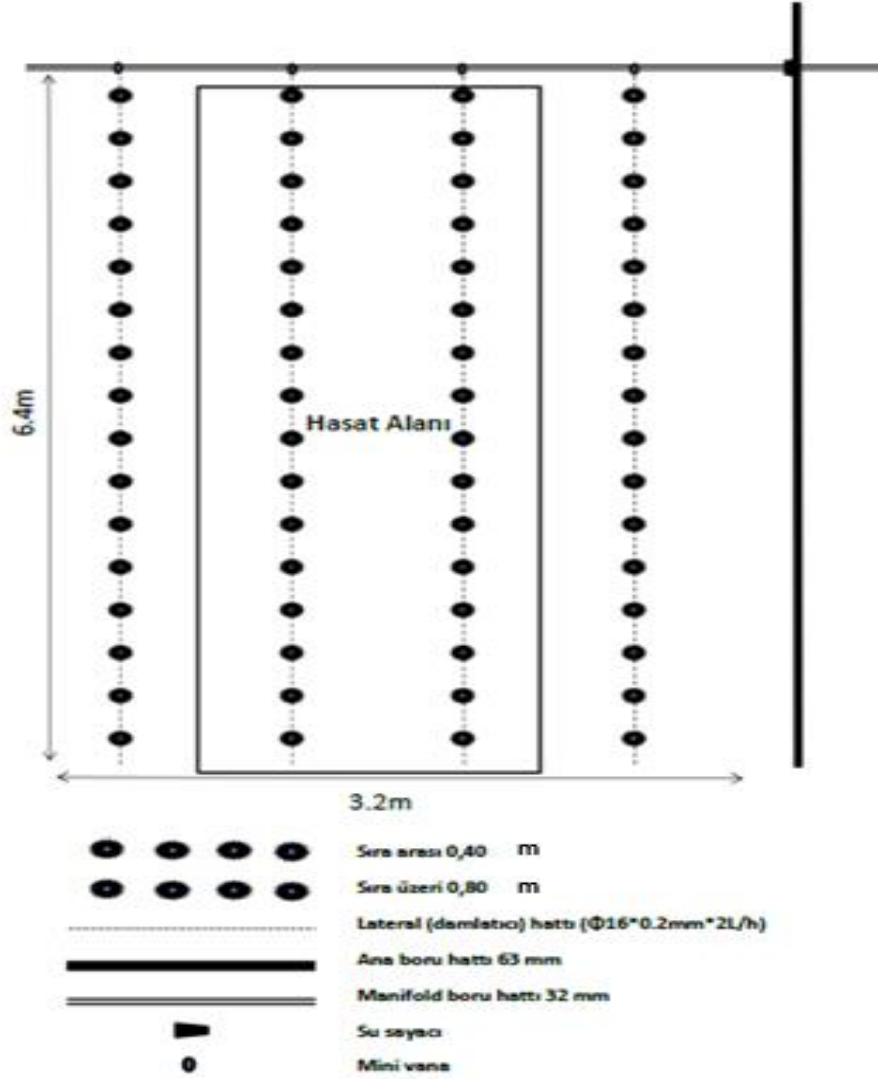 6.4m
Hasat Alanı
3.2m
Sıra arası 0,40 m
Sıra üzeri 0,80 m
Lateral (damlatıcı) hattı (Φ16*0.2mm*2L/h)
Ana boru hattı 63 mm
Manifold boru hattı 32 mm
Su sayacı
Mini vana